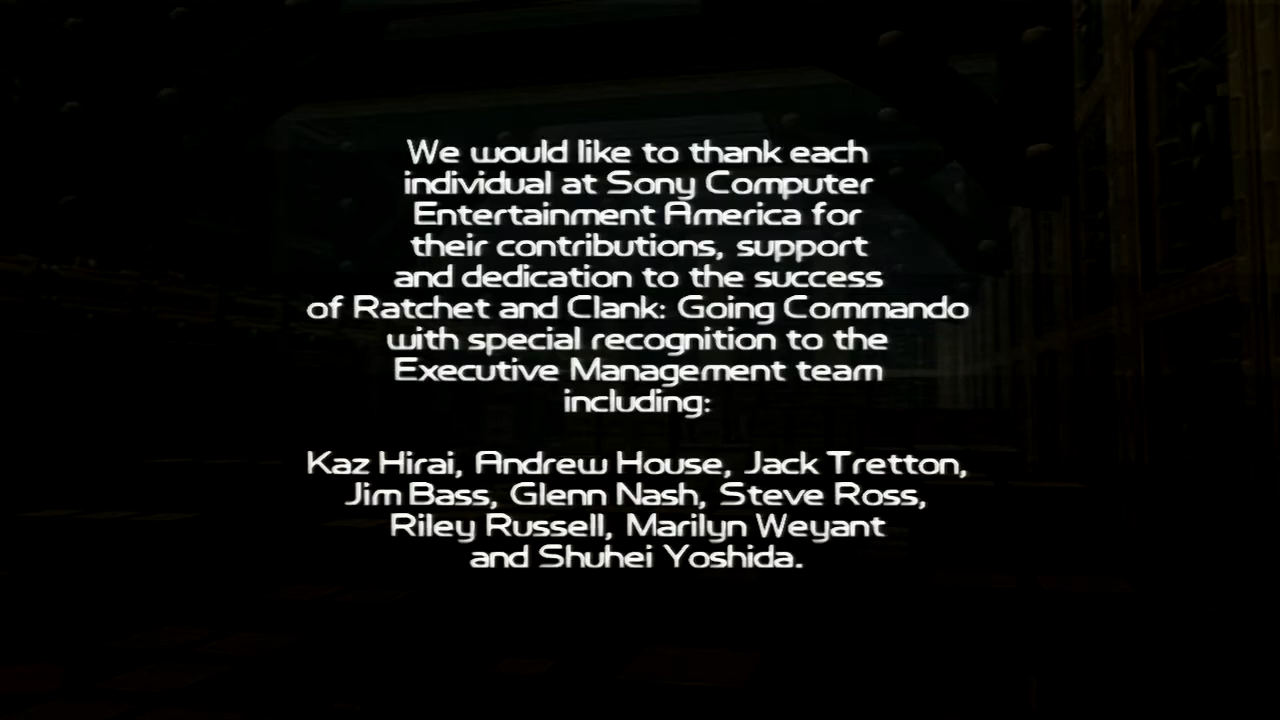 We would like to thank each
individual at Sony Computer
Entertainment America for
their contributions, support
and dedication to the success
of Ratchet and Clank: Going Commando
with special recognition to the
Executive Management team
including:
Kaz Hirai, Andrew House, Jack Tretton,
Jim Bass, Glenn Nash, Steve Ross,
Riley Russell, Marilyn Weyant
and Shuhei Yoshida.